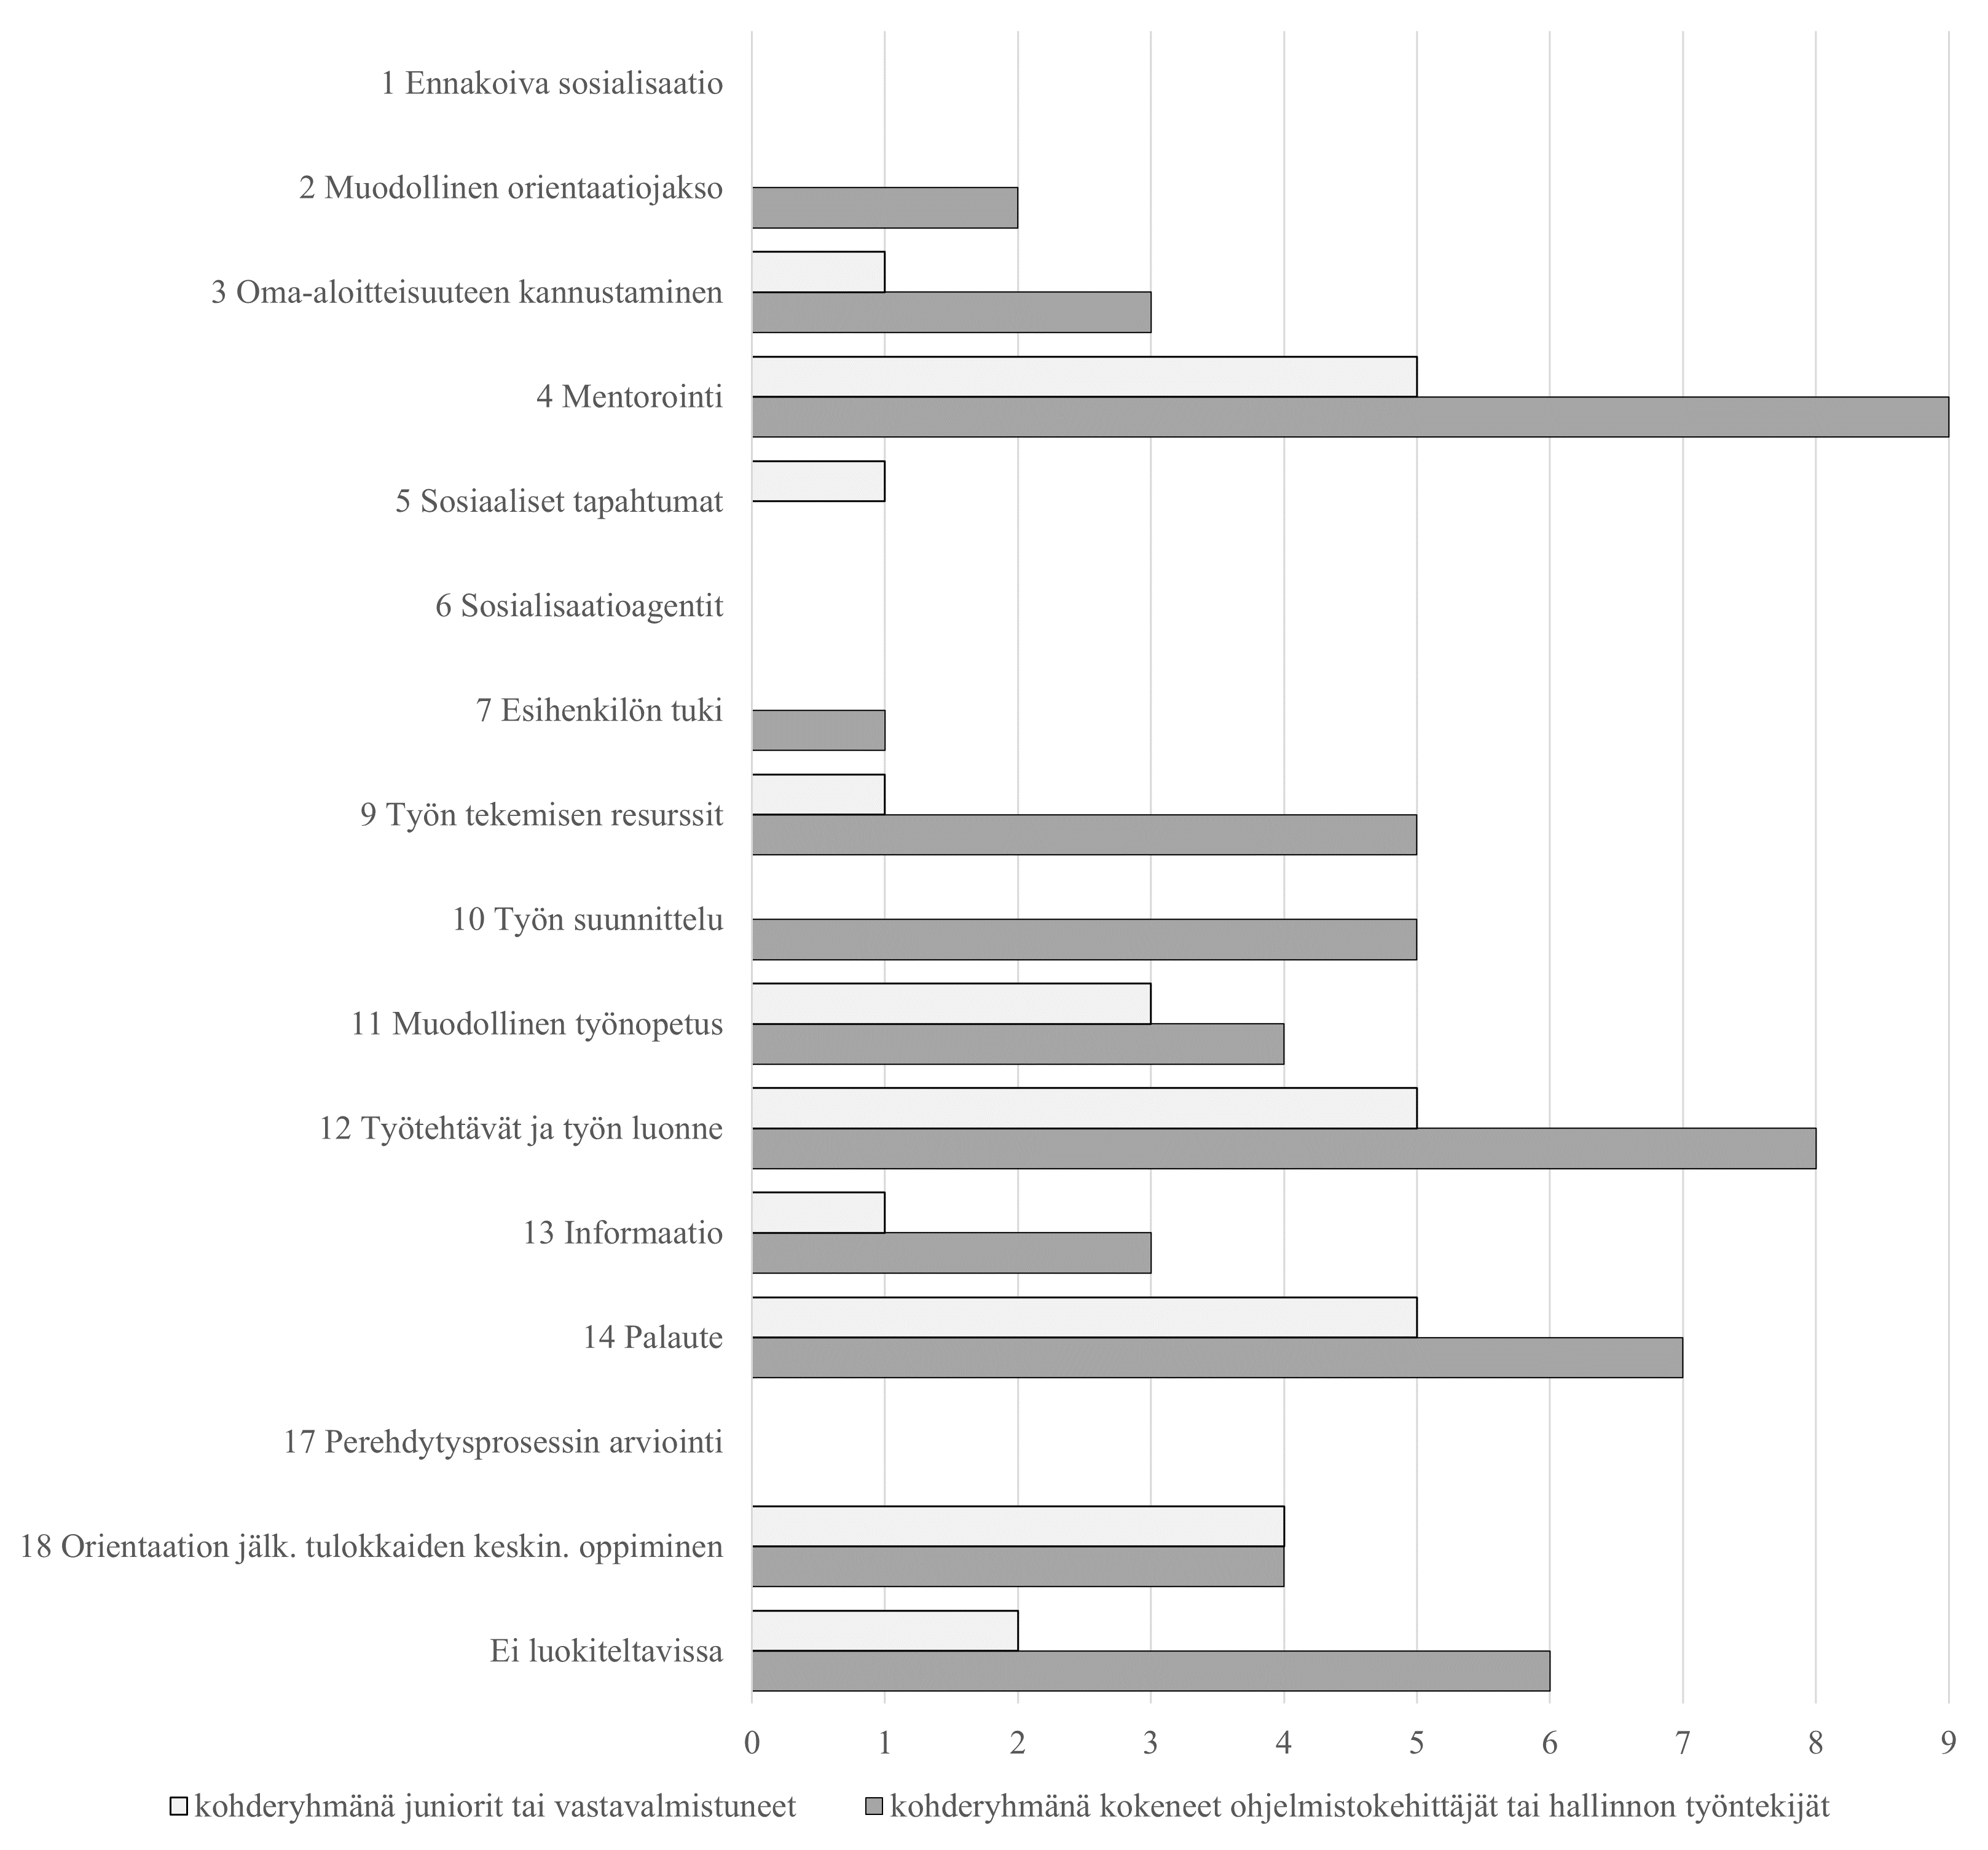 1 Ennakoiva sosialisaatio
2 Muodollinen orientaatiojakso
3 Oma-aloitteisuuteen kannustaminen
4 Mentorointi
5 Sosiaaliset tapahtumat
6 Sosialisaatioagentit
7 Esihenkilön tuki
9 Työn tekemisen resurssit
10 Työn suunnittelu
11 Muodollinen työnopetus
12 Työtehtävät ja työn luonne
13 Informaatio
14 Palaute
17 Perehdytysprosessin arviointi
18 Orientaation jälk. tulokkaiden keskin. oppiminen
Ei luokiteltavissa
0 1 2 3 4 5 6 7 8 9
kohderyhmänä juniorit tai vastavalmistuneet kohderyhmänä kokeneet ohjelmistokehittäjät tai hallinnon työntekijät